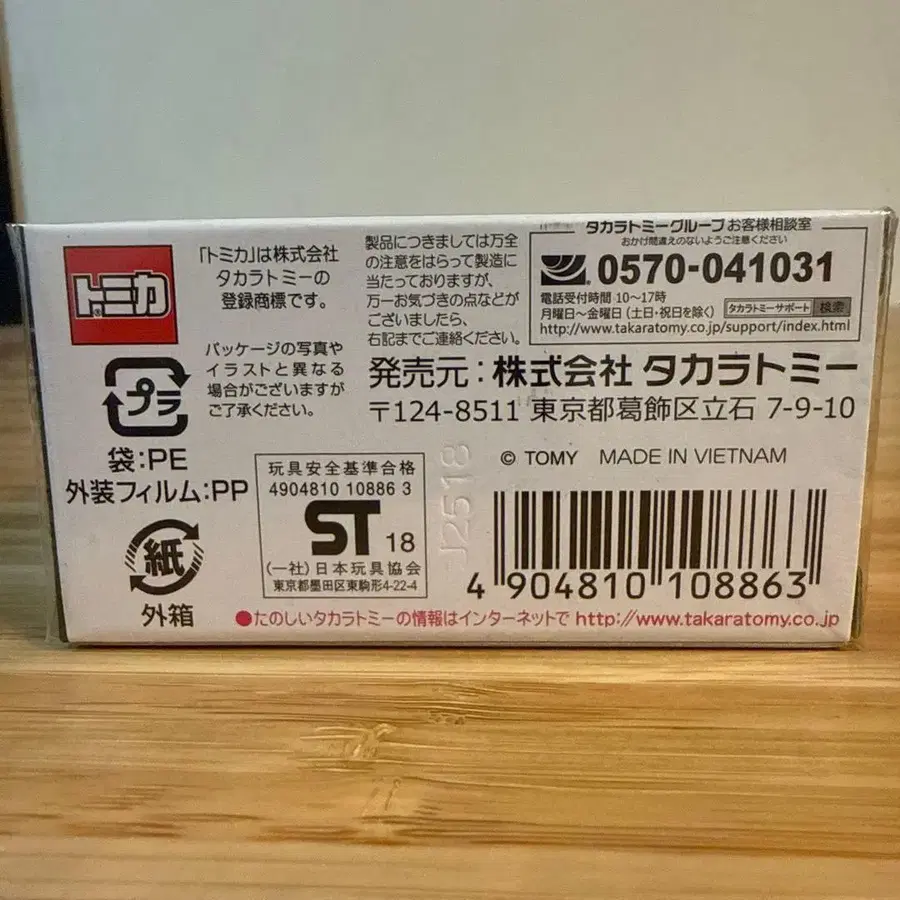 トミカ
®
「トミカ」は株式会社
タカラトミーの
登録商標です。
パッケージの写真や
イラストと異なる
場合がございますが
ご了承ください。
プラ
袋:PE
外装フィルム:PP
紙
外箱
製品につきましては万全
の注意をはらって製造に
当たっておりますが、
万一お気づきの点などが
ございましたら、
右記までご連絡ください。
タカラトミーグループ お客様相談室
おかけ間違えのないようご注意ください
0570-041031
電話受付時間 10〜17時
月曜日〜金曜日 (土・日・祝日を除く)
タカラトミーサポート 検索
http://www.takaratomy.co.jp/support/index.html
発売元:株式会社 タカラトミー
〒124-8511 東京都葛飾区立石 7-9-10
J2518
© TOMY MADE IN VIETNAM
玩具安全基準合格
4904810 10886 3
ST 18
(一社)日本玩具協会
東京都墨田区東駒形4-22-4
4 904810 108863
●たのしいタカラトミーの情報はインターネットで http://www.takaratomy.co.jp